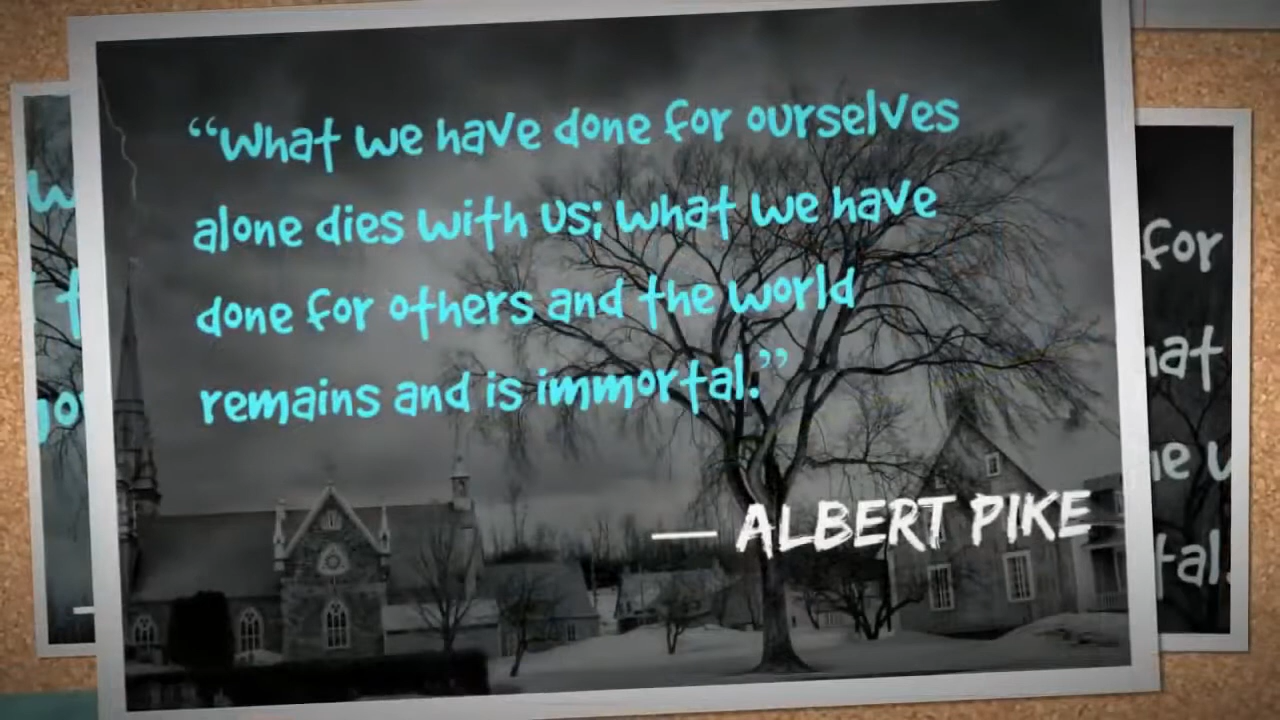 “What we have done for ourselves
alone dies with us; what we have
done for others and the world
remains and is immortal.”
— ALBERT PIKE
for